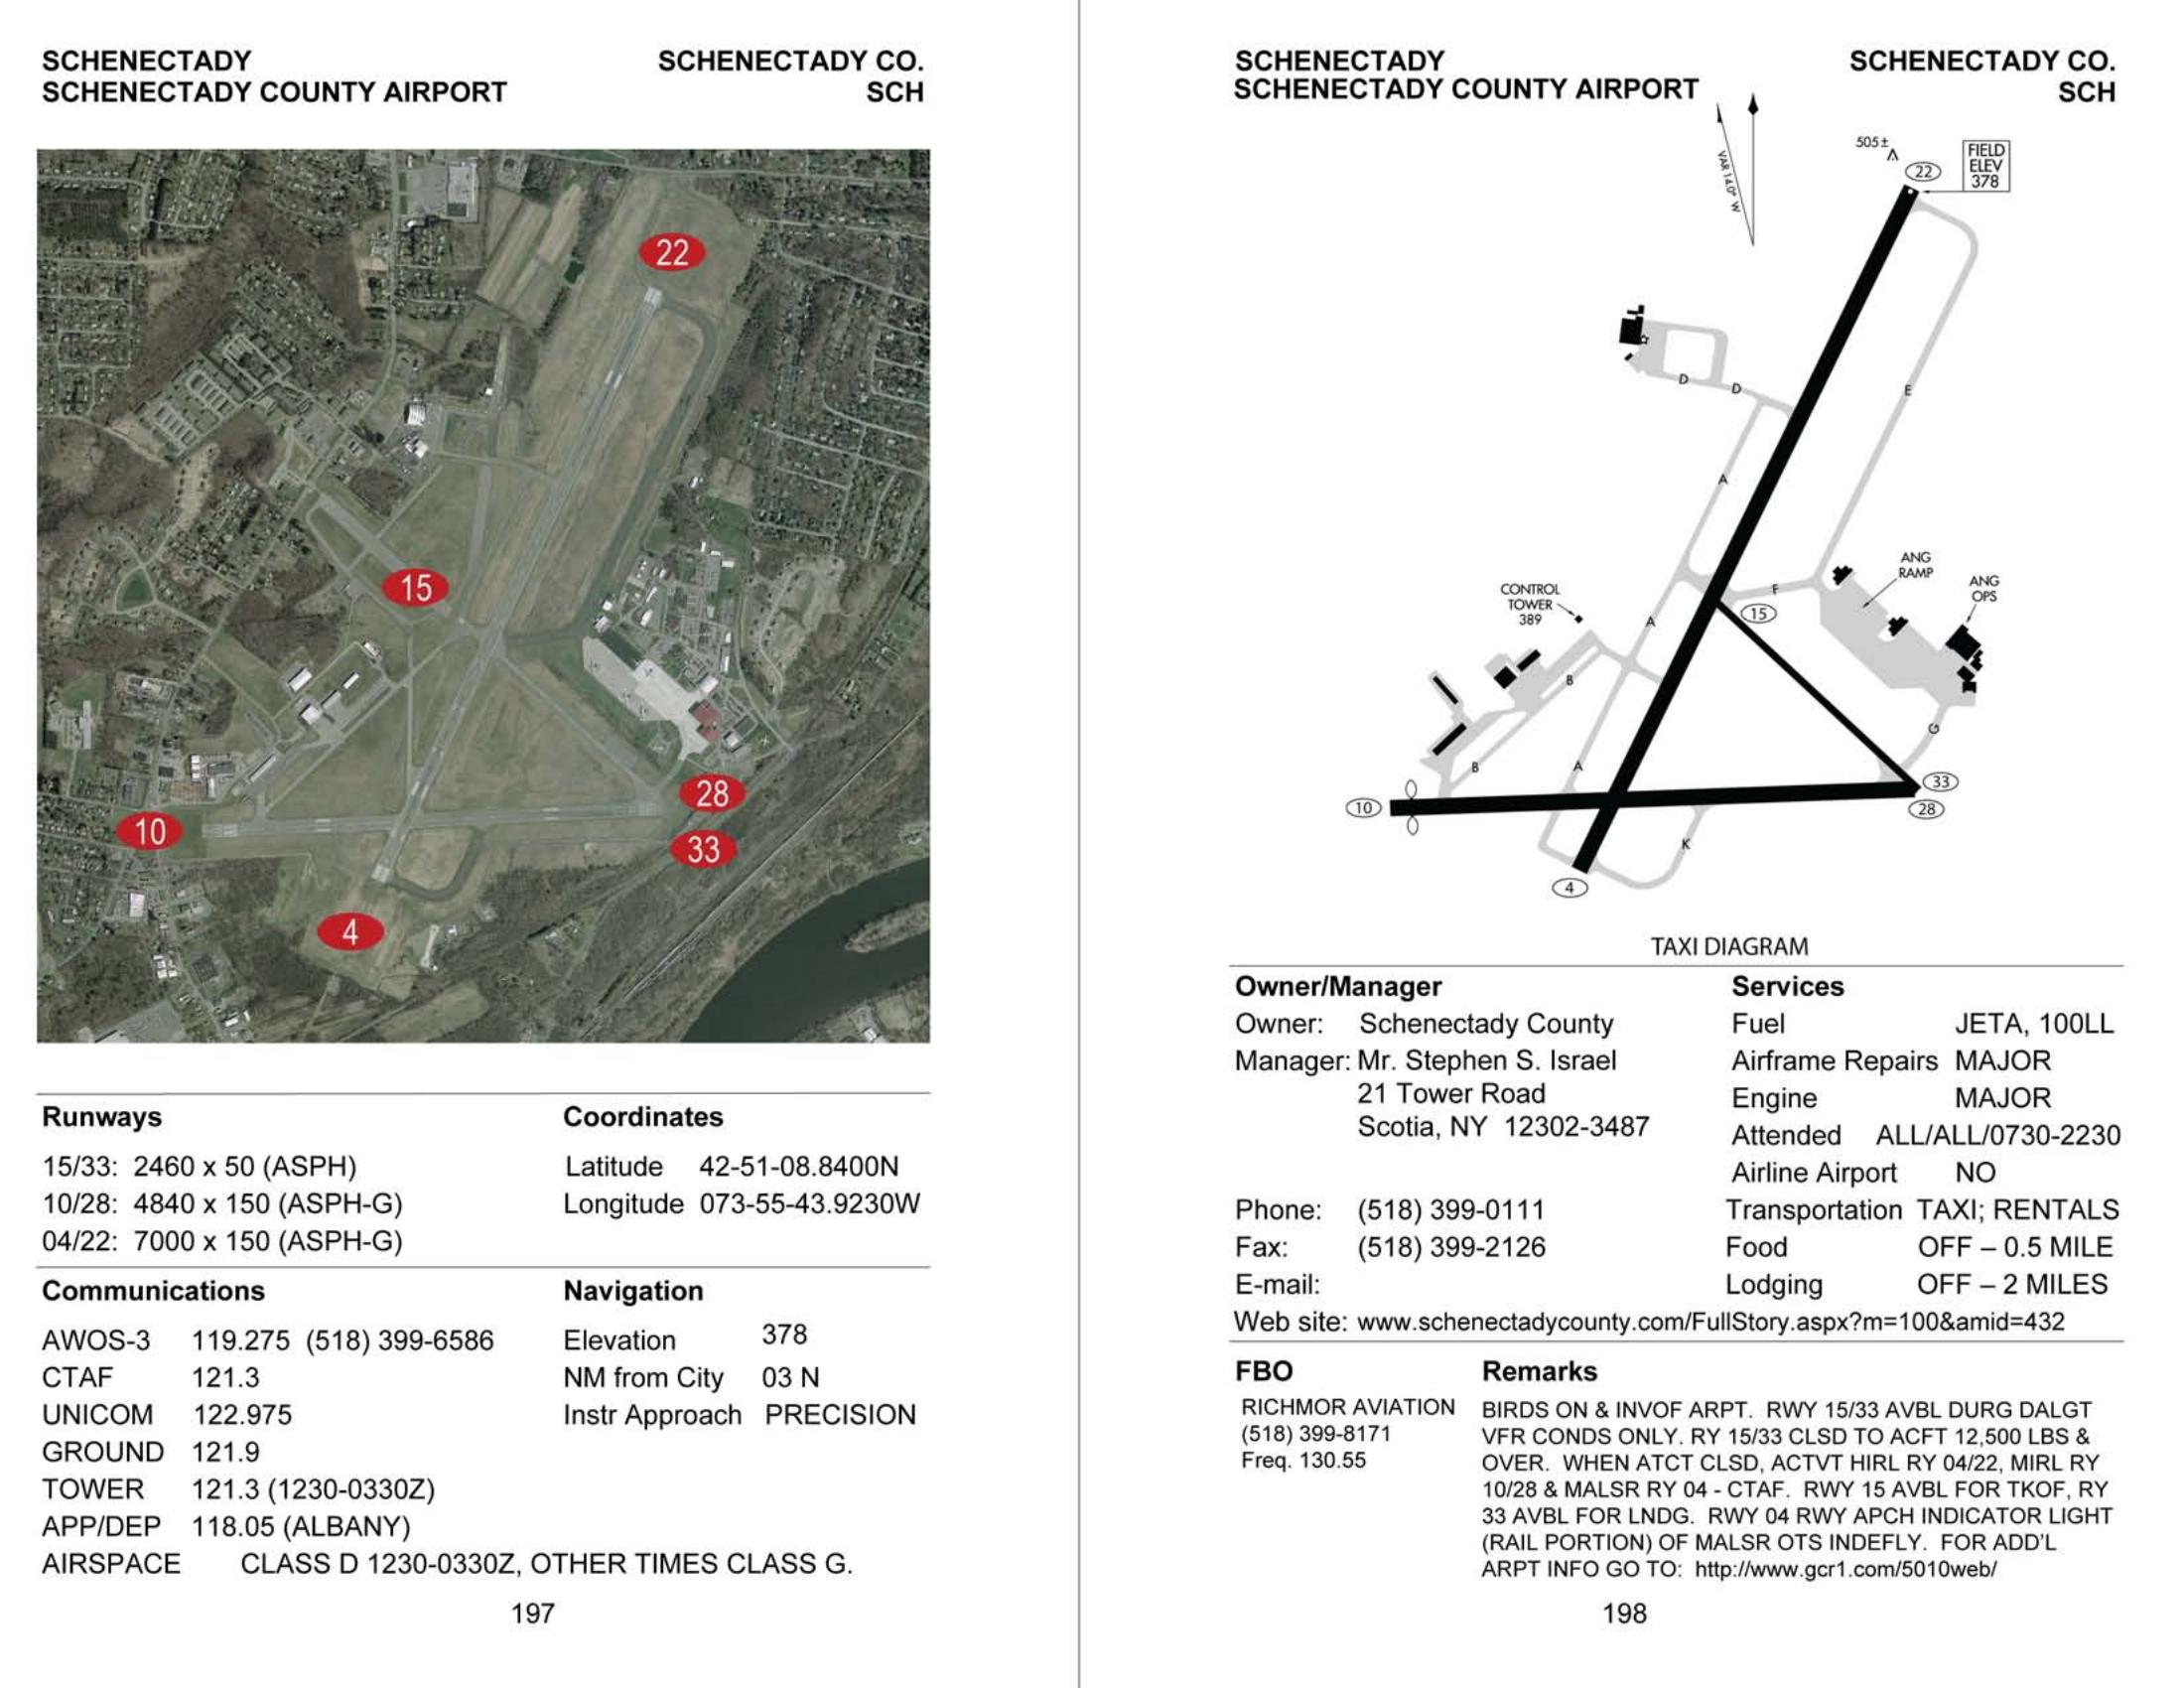 SCHENECTADY SCHENECTADY CO.
SCHENECTADY COUNTY AIRPORT SCH
22
15
28
10
33
4
Runways
15/33: 2460 x 50 (ASPH)
10/28: 4840 x 150 (ASPH-G)
04/22: 7000 x 150 (ASPH-G)
Coordinates
Latitude 42-51-08.8400N
Longitude 073-55-43.9230W
Communications
AWOS-3 119.275 (518) 399-6586
CTAF 121.3
UNICOM 122.975
GROUND 121.9
TOWER 121.3 (1230-0330Z)
APP/DEP 118.05 (ALBANY)
AIRSPACE CLASS D 1230-0330Z, OTHER TIMES CLASS G.
Navigation
Elevation 378
NM from City 03 N
Instr Approach PRECISION
197
SCHENECTADY SCHENECTADY CO.
SCHENECTADY COUNTY AIRPORT SCH
VAR 14.0° W
505±
22
FIELD
ELEV
378
D
D
E
A
ANG
RAMP
ANG
OPS
CONTROL
TOWER
389
F
15
A
B
G
B
A
33
10
28
K
4
TAXI DIAGRAM
Owner/Manager
Owner: Schenectady County
Manager: Mr. Stephen S. Israel
21 Tower Road
Scotia, NY 12302-3487
Phone: (518) 399-0111
Fax: (518) 399-2126
E-mail:
Web site: www.schenectadycounty.com/FullStory.aspx?m=100&amid=432
Services
Fuel JETA, 100LL
Airframe Repairs MAJOR
Engine MAJOR
Attended ALL/ALL/0730-2230
Airline Airport NO
Transportation TAXI; RENTALS
Food OFF – 0.5 MILE
Lodging OFF – 2 MILES
FBO
RICHMOR AVIATION
(518) 399-8171
Freq. 130.55
Remarks
BIRDS ON & INVOF ARPT. RWY 15/33 AVBL DURG DALGT
VFR CONDS ONLY. RY 15/33 CLSD TO ACFT 12,500 LBS &
OVER. WHEN ATCT CLSD, ACTVT HIRL RY 04/22, MIRL RY
10/28 & MALSR RY 04 - CTAF. RWY 15 AVBL FOR TKOF, RY
33 AVBL FOR LNDG. RWY 04 RWY APCH INDICATOR LIGHT
(RAIL PORTION) OF MALSR OTS INDEFLY. FOR ADD'L
ARPT INFO GO TO: http://www.gcr1.com/5010web/
198